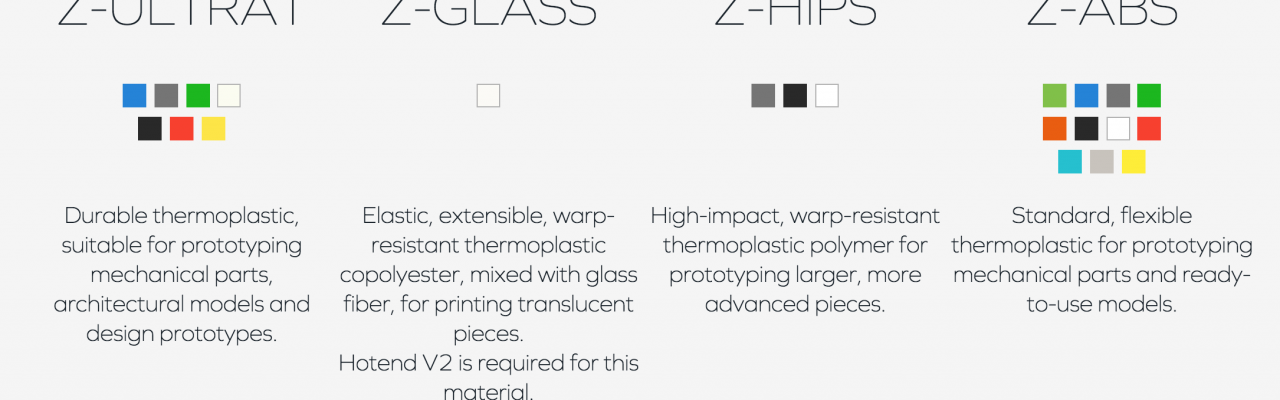 Z-ULTRAT
Z-GLASS
Z-HIPS
Z-ABS
Durable thermoplastic,
suitable for prototyping
mechanical parts,
architectural models and
design prototypes.
Elastic, extensible, warp-
resistant thermoplastic
copolyester, mixed with glass
fiber, for printing translucent
pieces.
Hotend V2 is required for this
material.
High-impact, warp-resistant
thermoplastic polymer for
prototyping larger, more
advanced pieces.
Standard, flexible
thermoplastic for prototyping
mechanical parts and ready-
to-use models.